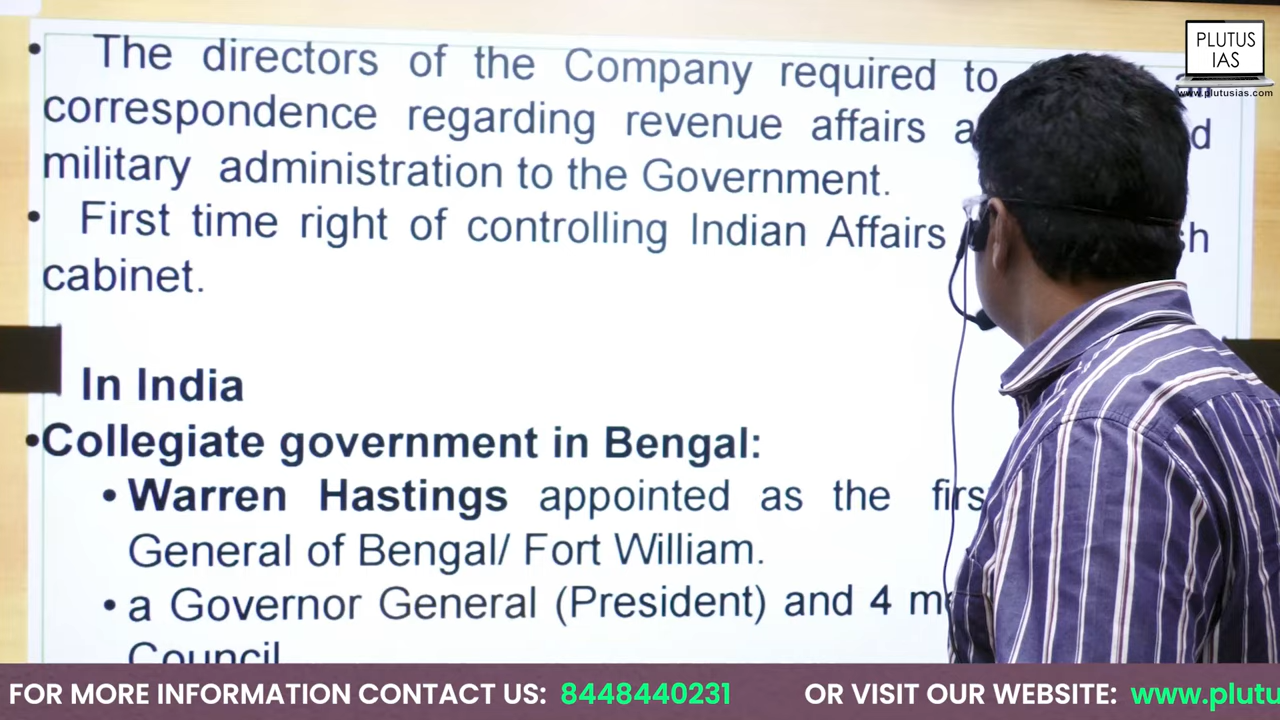 • The directors of the Company required to
correspondence regarding revenue affairs
military administration to the Government.
• First time right of controlling Indian Affairs
cabinet.
In India
•Collegiate government in Bengal:
• Warren Hastings appointed as the
General of Bengal/ Fort William.
• a Governor General (President) and 4
Council
PLUTUS
IAS
www.plutusias.com
FOR MORE INFORMATION CONTACT US: 8448440231 OR VISIT OUR WEBSITE: